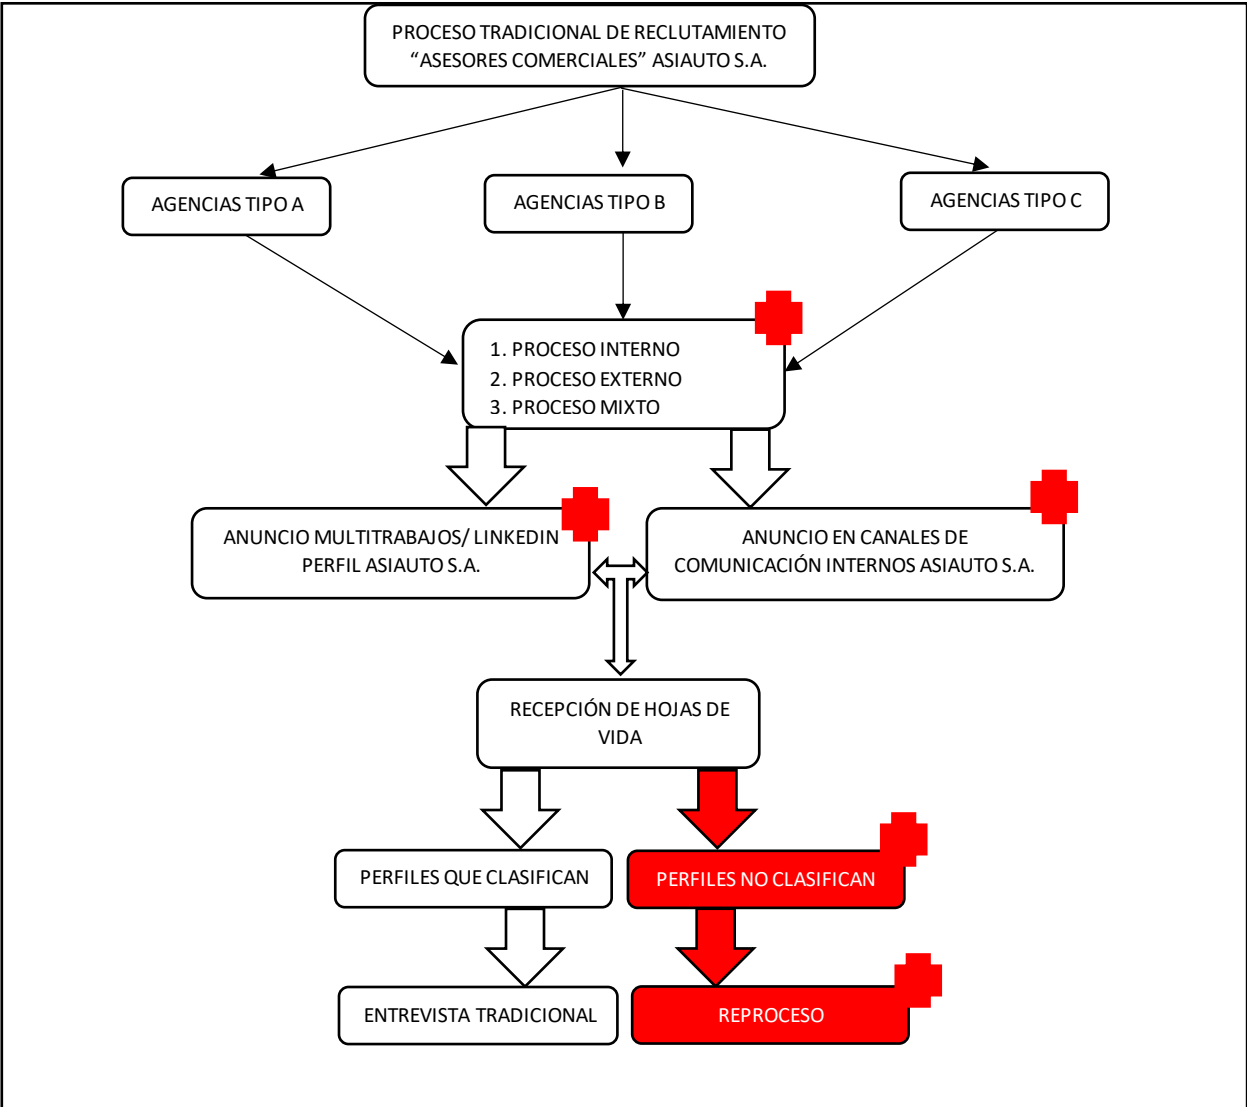 PROCESO TRADICIONAL DE RECLUTAMIENTO
“ASESORES COMERCIALES” ASIAUTO S.A.
AGENCIAS TIPO A
AGENCIAS TIPO B
AGENCIAS TIPO C
1. PROCESO INTERNO
2. PROCESO EXTERNO
3. PROCESO MIXTO
ANUNCIO MULTITRABAJOS/ LINKEDIN
PERFIL ASIAUTO S.A.
ANUNCIO EN CANALES DE
COMUNICACIÓN INTERNOS ASIAUTO S.A.
RECEPCIÓN DE HOJAS DE
VIDA
PERFILES QUE CLASIFICAN
PERFILES NO CLASIFICAN
ENTREVISTA TRADICIONAL
REPROCESO